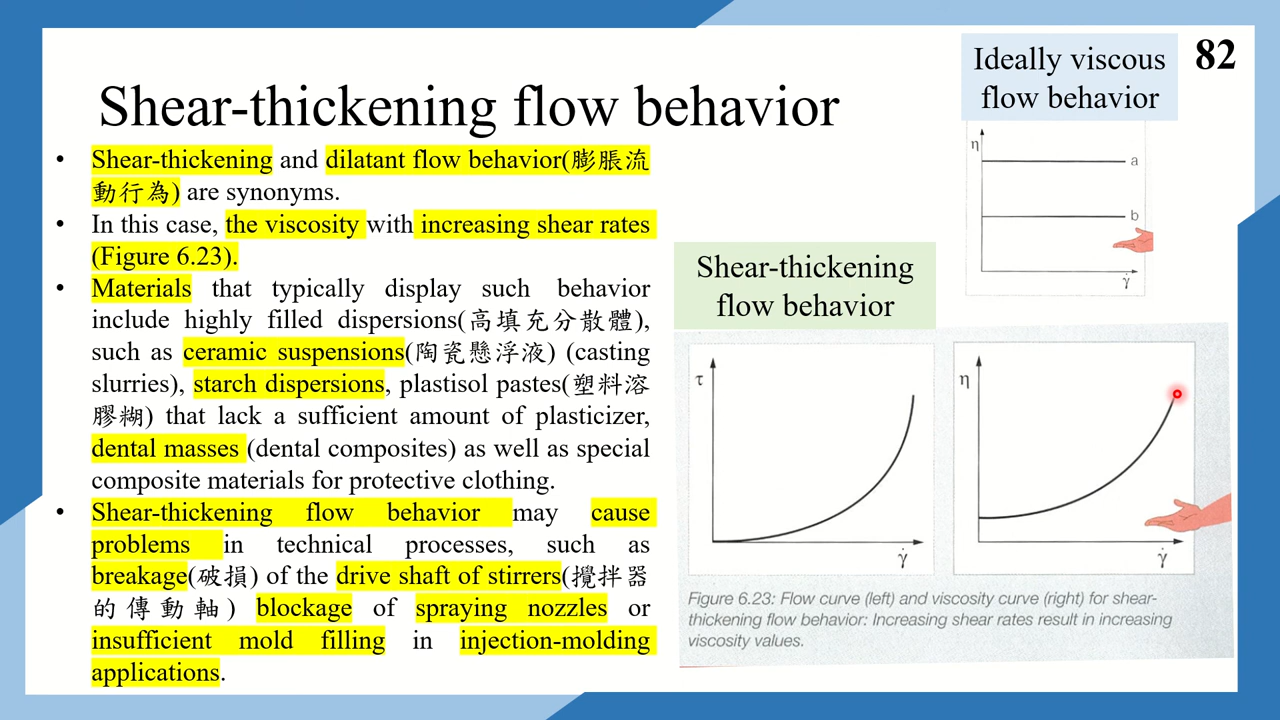 82
Shear-thickening flow behavior
• Shear-thickening and dilatant flow behavior(膨脹流
動行為) are synonyms.
• In this case, the viscosity with increasing shear rates
(Figure 6.23).
• Materials that typically display such behavior
include highly filled dispersions(高填充分散體),
such as ceramic suspensions(陶瓷懸浮液) (casting
slurries), starch dispersions, plastisol pastes(塑料溶
膠糊) that lack a sufficient amount of plasticizer,
dental masses (dental composites) as well as special
composite materials for protective clothing.
• Shear-thickening flow behavior may cause
problems in technical processes, such as
breakage(破損) of the drive shaft of stirrers(攪拌器
的傳動軸) blockage of spraying nozzles or
insufficient mold filling in injection-molding
applications.
Ideally viscous
flow behavior
η
a
b
γ̇
Shear-thickening
flow behavior
τ
γ̇
η
γ̇
Figure 6.23: Flow curve (left) and viscosity curve (right) for shear-
thickening flow behavior: Increasing shear rates result in increasing
viscosity values.